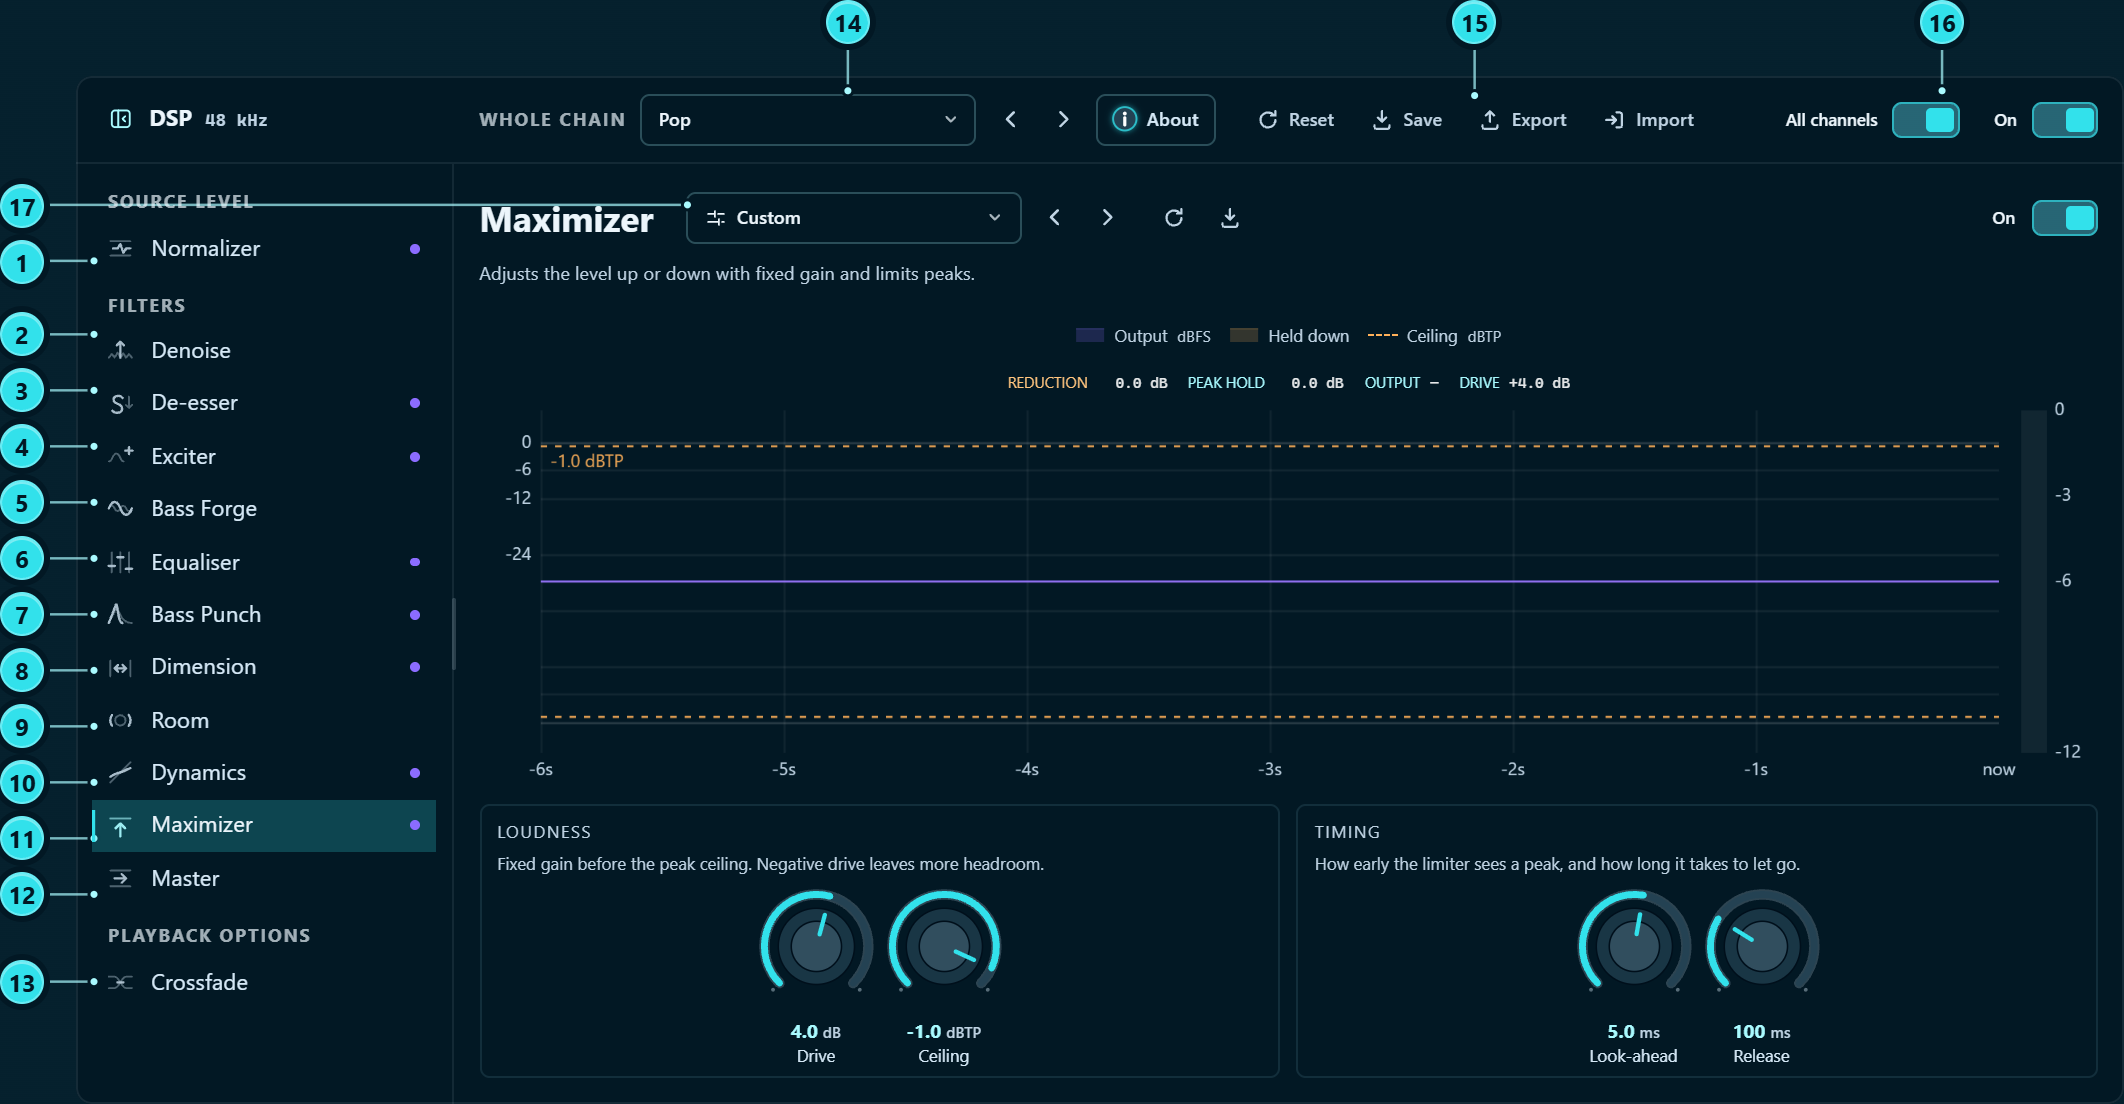 14
15
16
DSP 48 kHz
WHOLE CHAIN Pop About Reset Save Export Import All channels On
17 SOURCE LEVEL
Maximizer Custom On
1 Normalizer
Adjusts the level up or down with fixed gain and limits peaks.
FILTERS
2 Denoise
3 De-esser
4 Exciter
5 Bass Forge
6 Equaliser
7 Bass Punch
8 Dimension
9 Room
10 Dynamics
11 Maximizer
12 Master
PLAYBACK OPTIONS
13 Crossfade
Output dBFS Held down Ceiling dBTP
REDUCTION 0.0 dB PEAK HOLD 0.0 dB OUTPUT – DRIVE +4.0 dB
0
-6
-12
-24
-1.0 dBTP
0
-3
-6
-12
-6s -5s -4s -3s -2s -1s now
LOUDNESS
Fixed gain before the peak ceiling. Negative drive leaves more headroom.
4.0 dB -1.0 dBTP
Drive Ceiling
TIMING
How early the limiter sees a peak, and how long it takes to let go.
5.0 ms 100 ms
Look-ahead Release